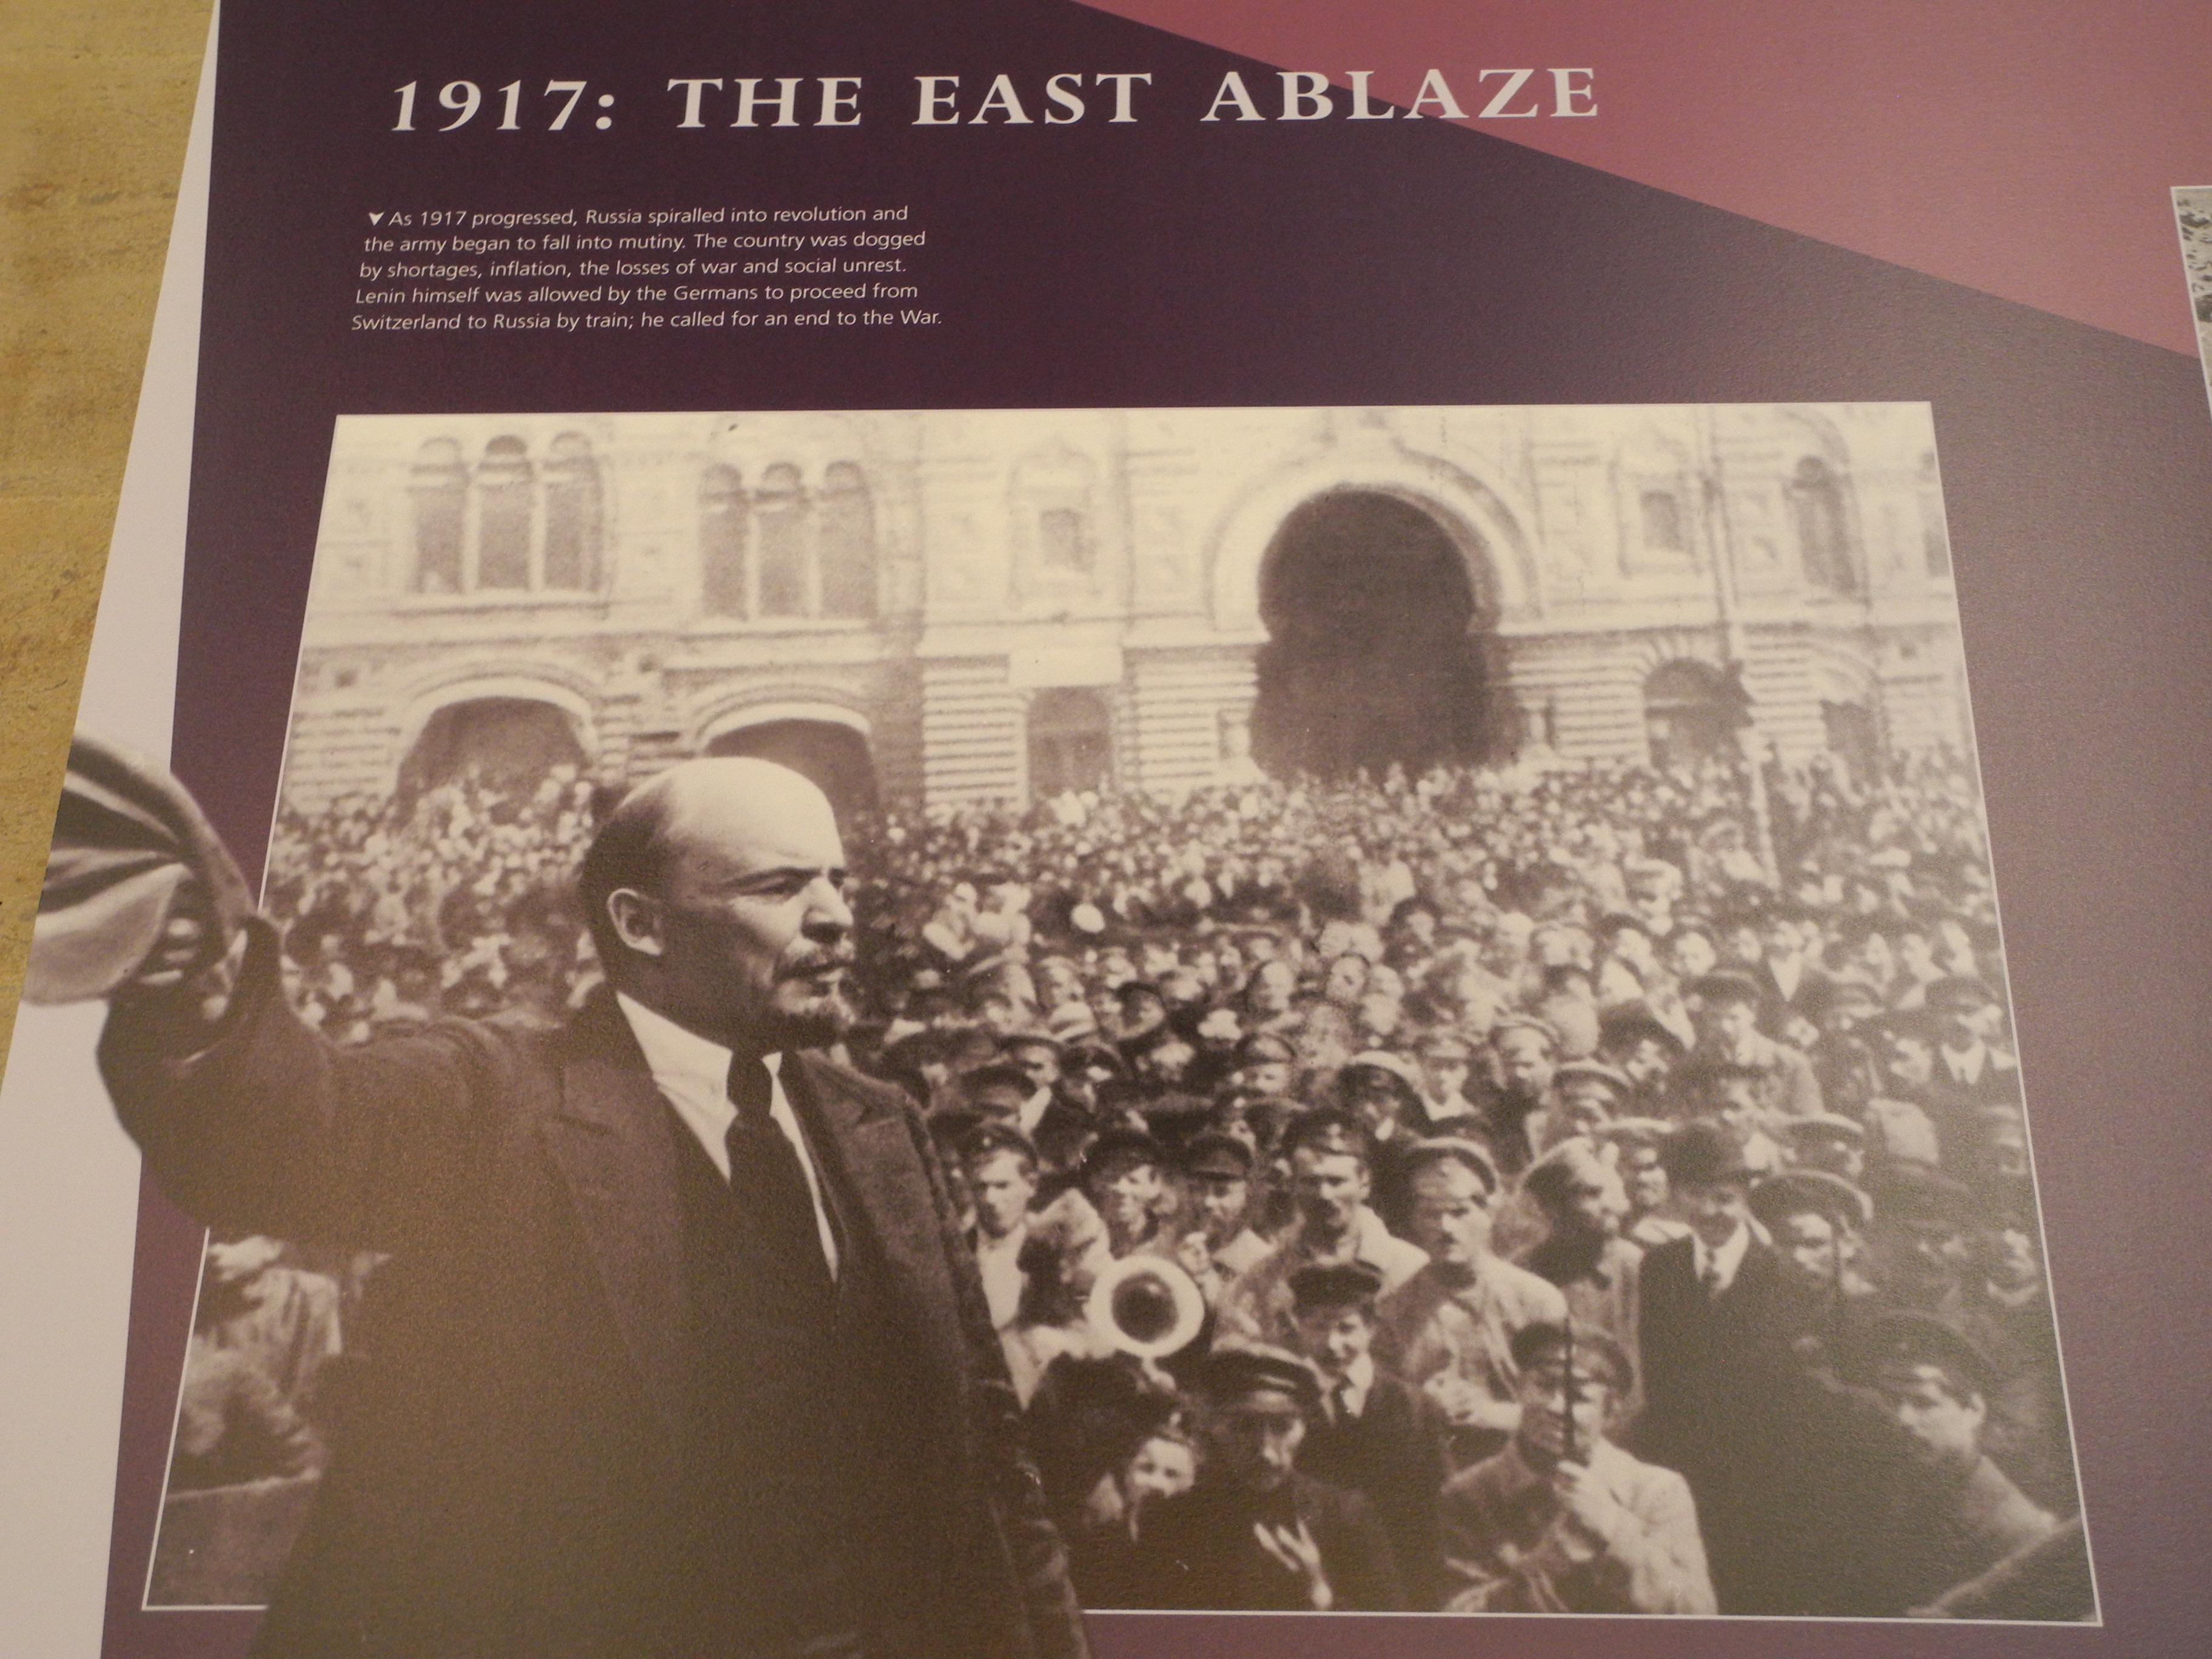 1917: THE EAST ABLAZE
▼ As 1917 progressed, Russia spiralled into revolution and
the army began to fall into mutiny. The country was dogged
by shortages, inflation, the losses of war and social unrest.
Lenin himself was allowed by the Germans to proceed from
Switzerland to Russia by train; he called for an end to the War.